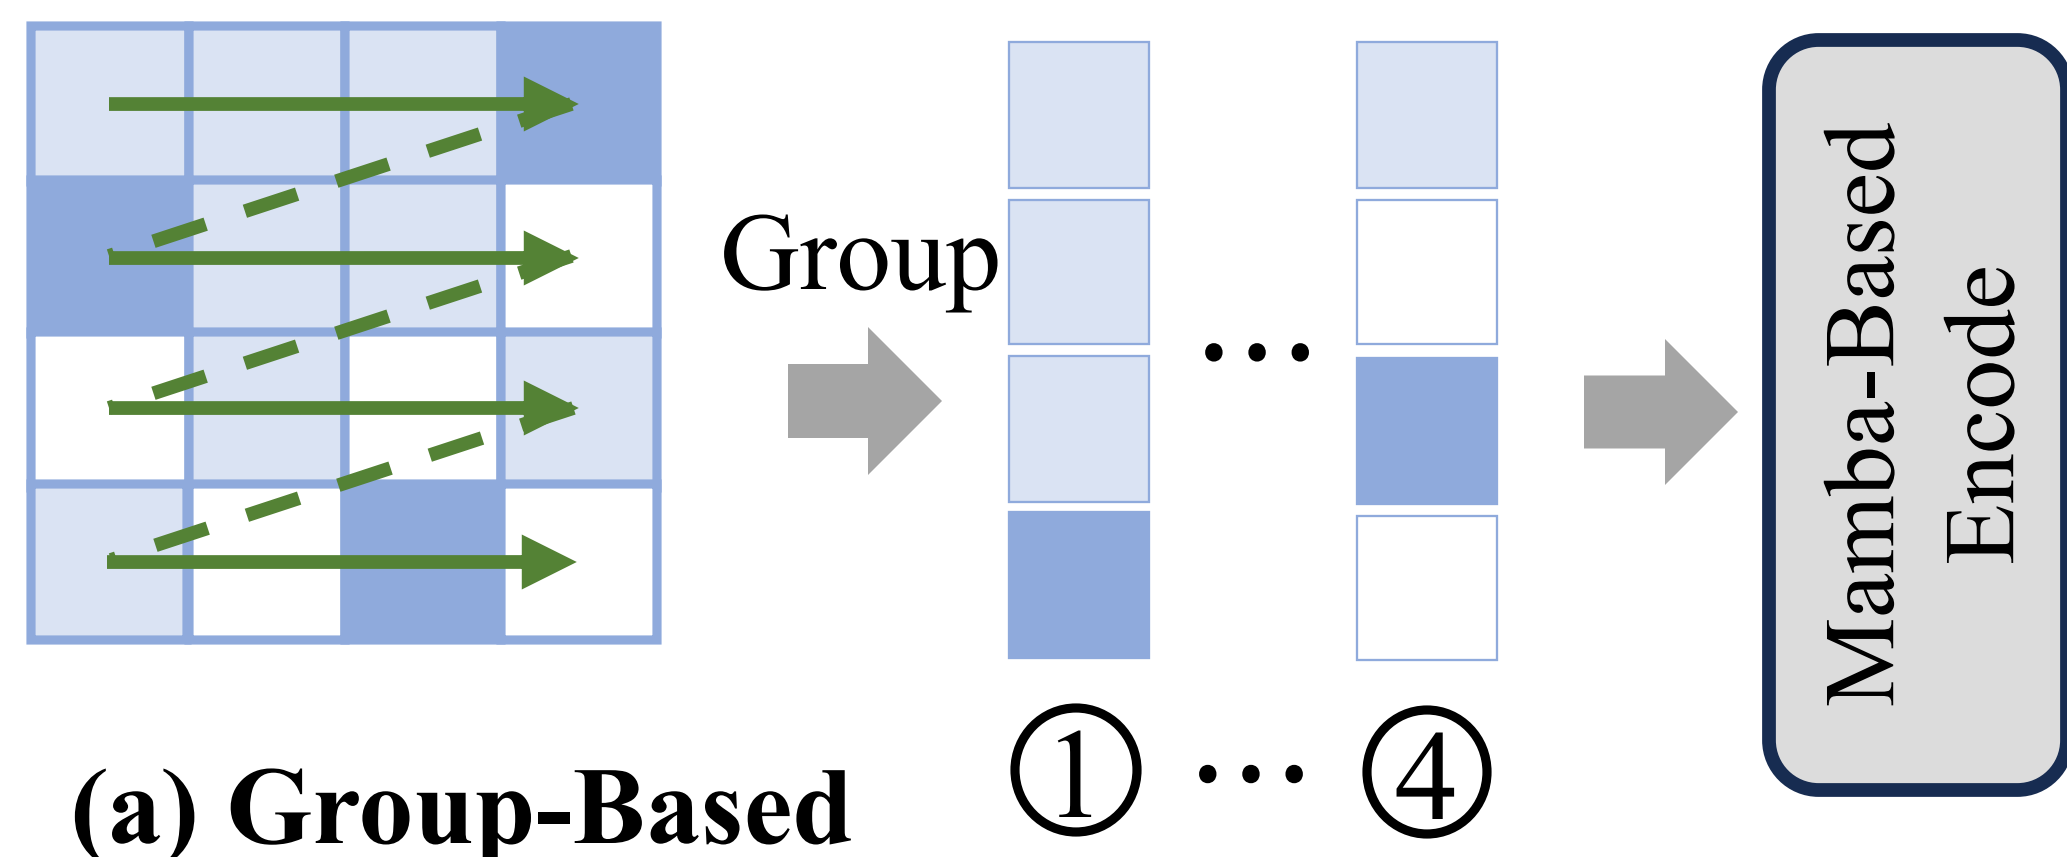 Group
...
Mamba-Based
Encode
① ... ④
(a) Group-Based